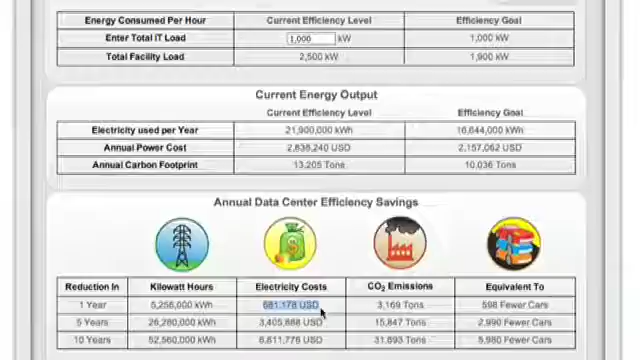 Energy Consumed Per Hour Current Efficiency Level Efficiency Goal
Enter Total IT Load 1,000 kW 1,000 kW
Total Facility Load 2,500 kW 1,900 kW
Current Energy Output
Current Efficiency Level Efficiency Goal
Electricity used per Year 21,900,000 kWh 16,644,000 kWh
Annual Power Cost 2,838,240 USD 2,157,062 USD
Annual Carbon Footprint 13,205 Tons 10,036 Tons
Annual Data Center Efficiency Savings
Reduction In Kilowatt Hours Electricity Costs CO₂ Emissions Equivalent To
1 Year 5,256,000 kWh 681,178 USD 3,169 Tons 598 Fewer Cars
5 Years 26,280,000 kWh 3,405,888 USD 15,847 Tons 2,990 Fewer Cars
10 Years 52,560,000 kWh 6,811,776 USD 31,693 Tons 5,980 Fewer Cars